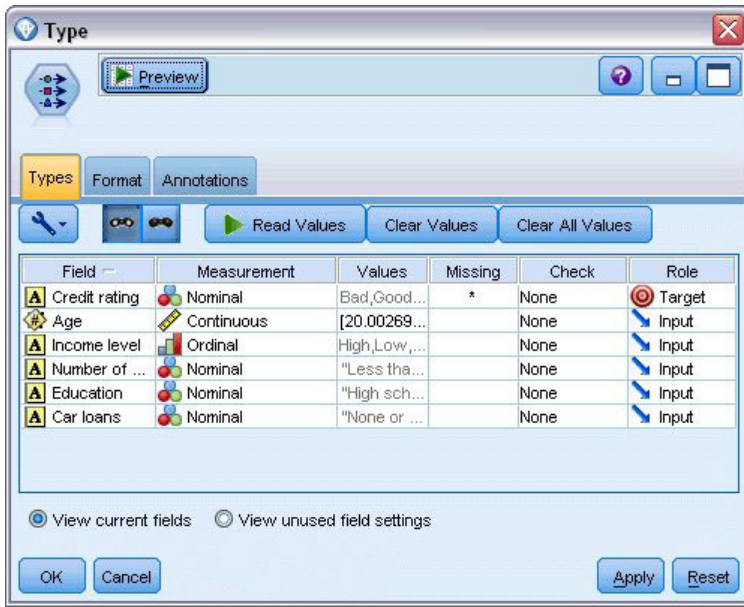 Type
Preview
Types Format Annotations
Read Values Clear Values Clear All Values
Field Measurement Values Missing Check Role
A Credit rating Nominal Bad,Good... * None Target
# Age Continuous [20.00269... None Input
A Income level Ordinal High,Low,... None Input
A Number of ... Nominal "Less tha... None Input
A Education Nominal "High sch... None Input
A Car loans Nominal "None or ... None Input
View current fields View unused field settings
OK Cancel Apply Reset